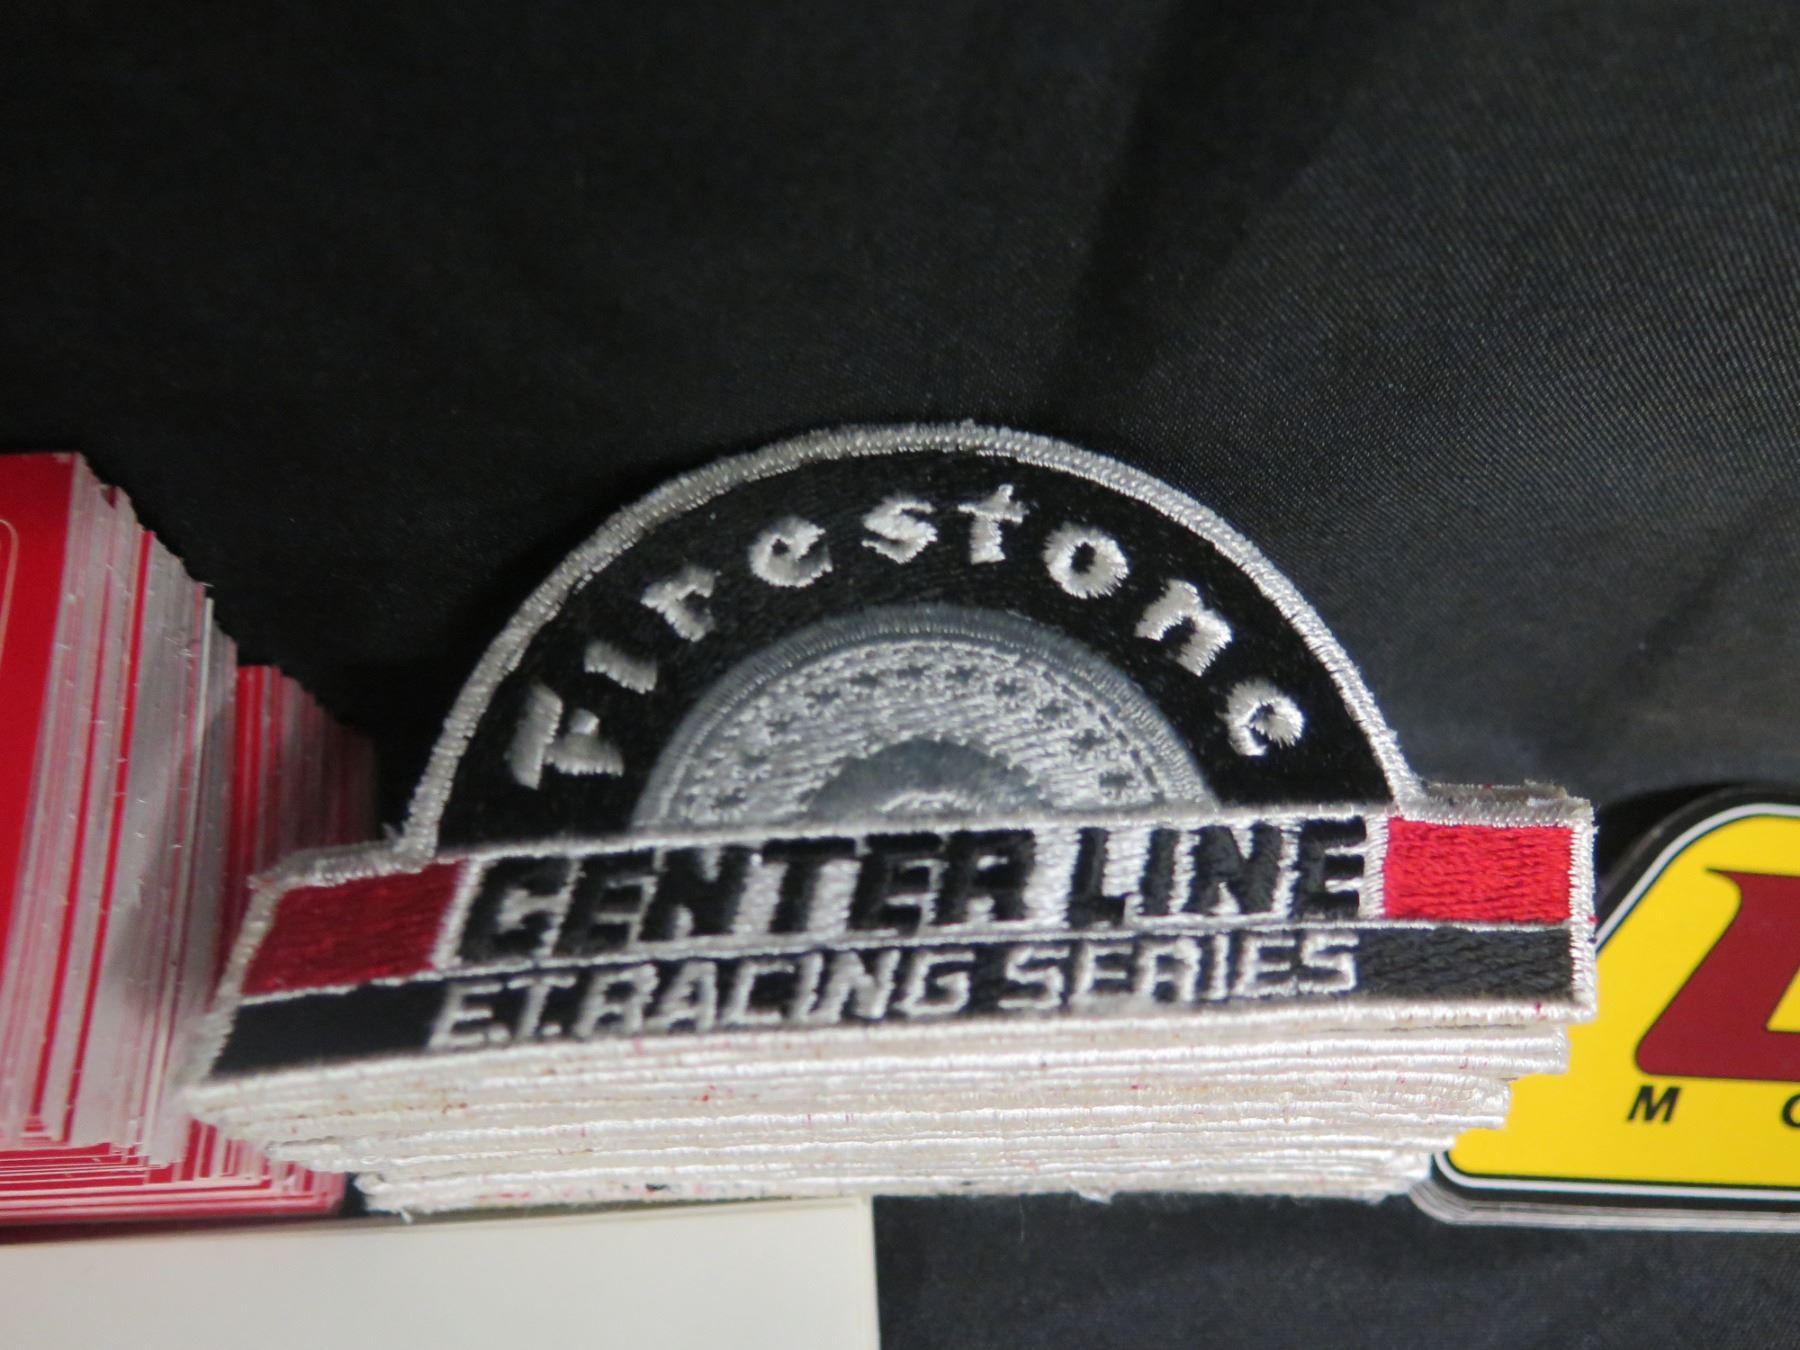 Firestone
CENTER LINE
E.T. RACING SERIES
M